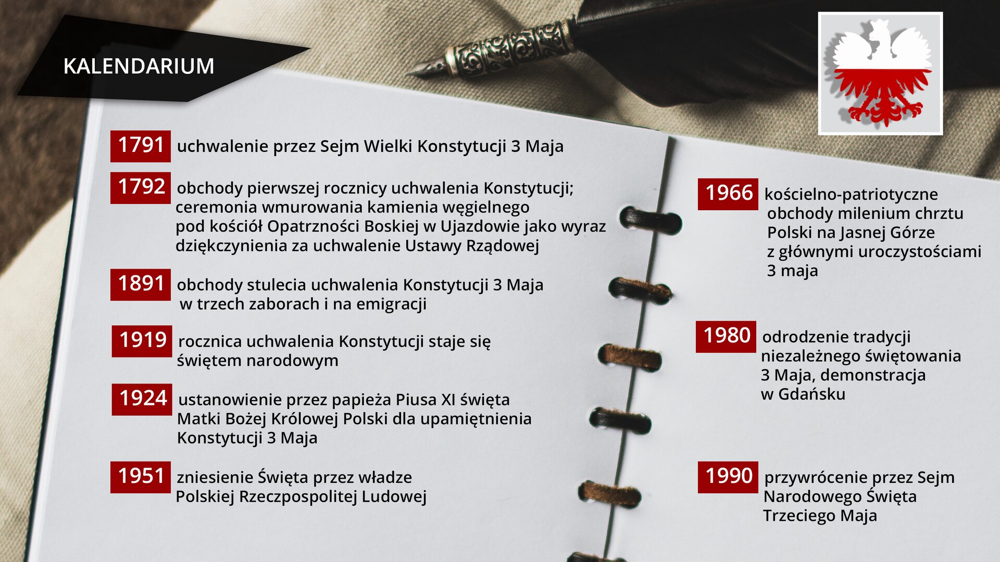 KALENDARIUM
1791 uchwalenie przez Sejm Wielki Konstytucji 3 Maja
1792 obchody pierwszej rocznicy uchwalenia Konstytucji;
ceremonia wmurowania kamienia węgielnego
pod kościół Opatrzności Boskiej w Ujazdowie jako wyraz
dziękczynienia za uchwalenie Ustawy Rządowej
1891 obchody stulecia uchwalenia Konstytucji 3 Maja
w trzech zaborach i na emigracji
1919 rocznica uchwalenia Konstytucji staje się
świętem narodowym
1924 ustanowienie przez papieża Piusa XI święta
Matki Bożej Królowej Polski dla upamiętnienia
Konstytucji 3 Maja
1951 zniesienie Święta przez władze
Polskiej Rzeczpospolitej Ludowej
1966 kościelno-patriotyczne
obchody milenium chrztu
Polski na Jasnej Górze
z głównymi uroczystościami
3 maja
1980 odrodzenie tradycji
niezależnego świętowania
3 Maja, demonstracja
w Gdańsku
1990 przywrócenie przez Sejm
Narodowego Święta
Trzeciego Maja